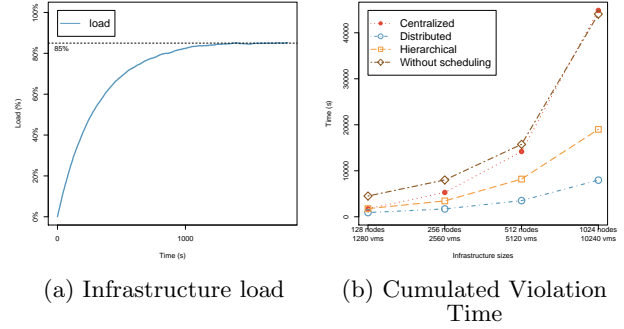 100%
80%
60%
40%
20%
0%
Load (%)
load
85%
0
1000
Time (s)
(a) Infrastructure load
40000
30000
20000
10000
0
Time (s)
Centralized
Distributed
Hierarchical
Without scheduling
128 nodes
1280 vms
256 nodes
2560 vms
512 nodes
5120 vms
1024 nodes
10240 vms
Infrastructure sizes
(b) Cumulated Violation
Time